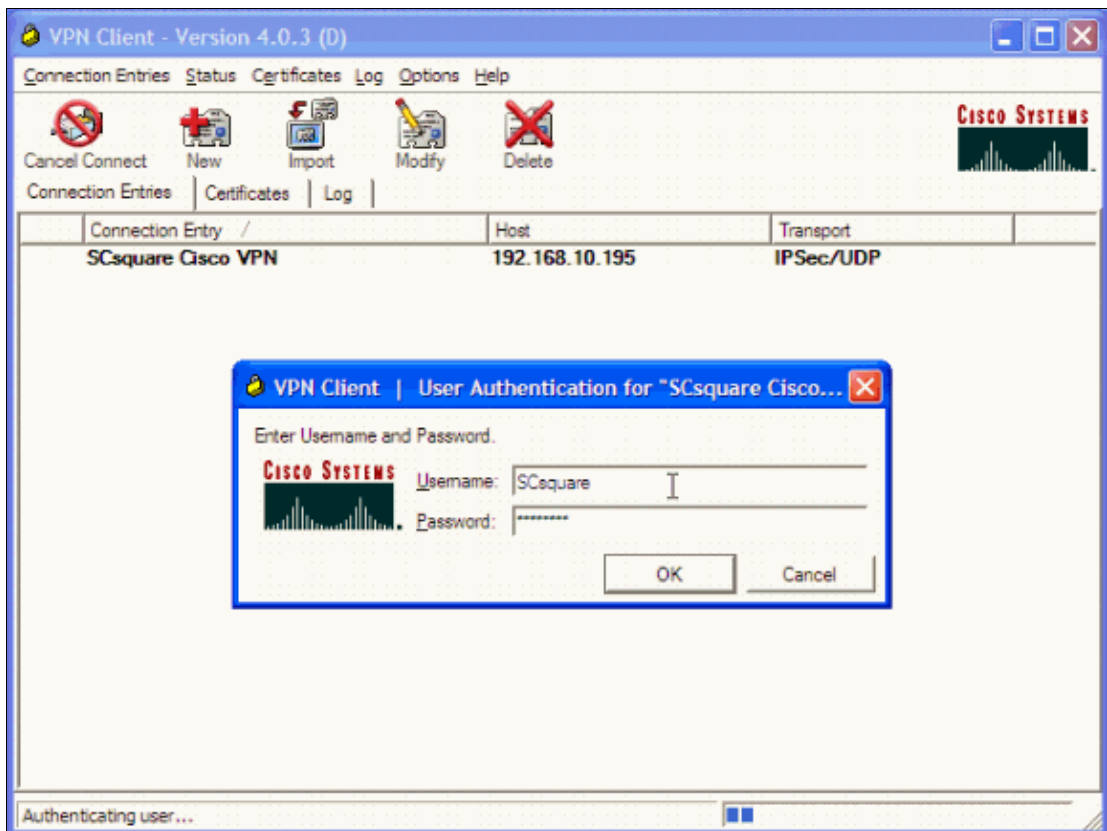 VPN Client - Version 4.0.3 (D)
Connection Entries Status Certificates Log Options Help
Cancel Connect New Import Modify Delete
CISCO SYSTEMS
Connection Entries Certificates Log
Connection Entry / Host Transport
SCsquare Cisco VPN 192.168.10.195 IPSec/UDP
VPN Client | User Authentication for "SCsquare Cisco...
Enter Username and Password.
CISCO SYSTEMS
Username: SCsquare
Password: ********
OK Cancel
Authenticating user...